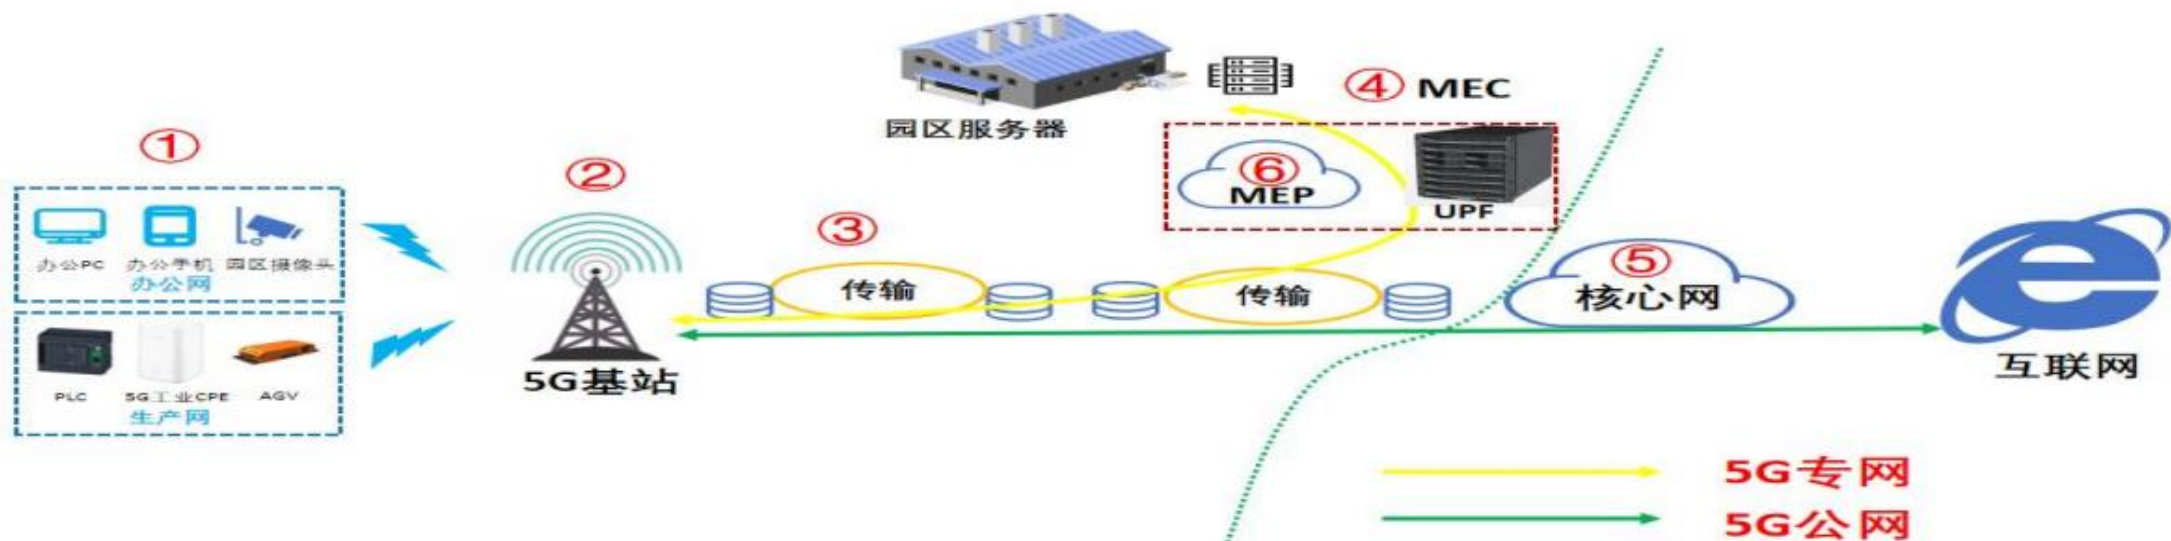 ①
办公PC 办公手机 园区摄像头
办公网
PLC 5G工业CPE AGV
生产网
②
5G基站
③
传输
传输
园区服务器
④ MEC
⑥
MEP
UPF
⑤
核心网
互联网
5G专网
5G公网